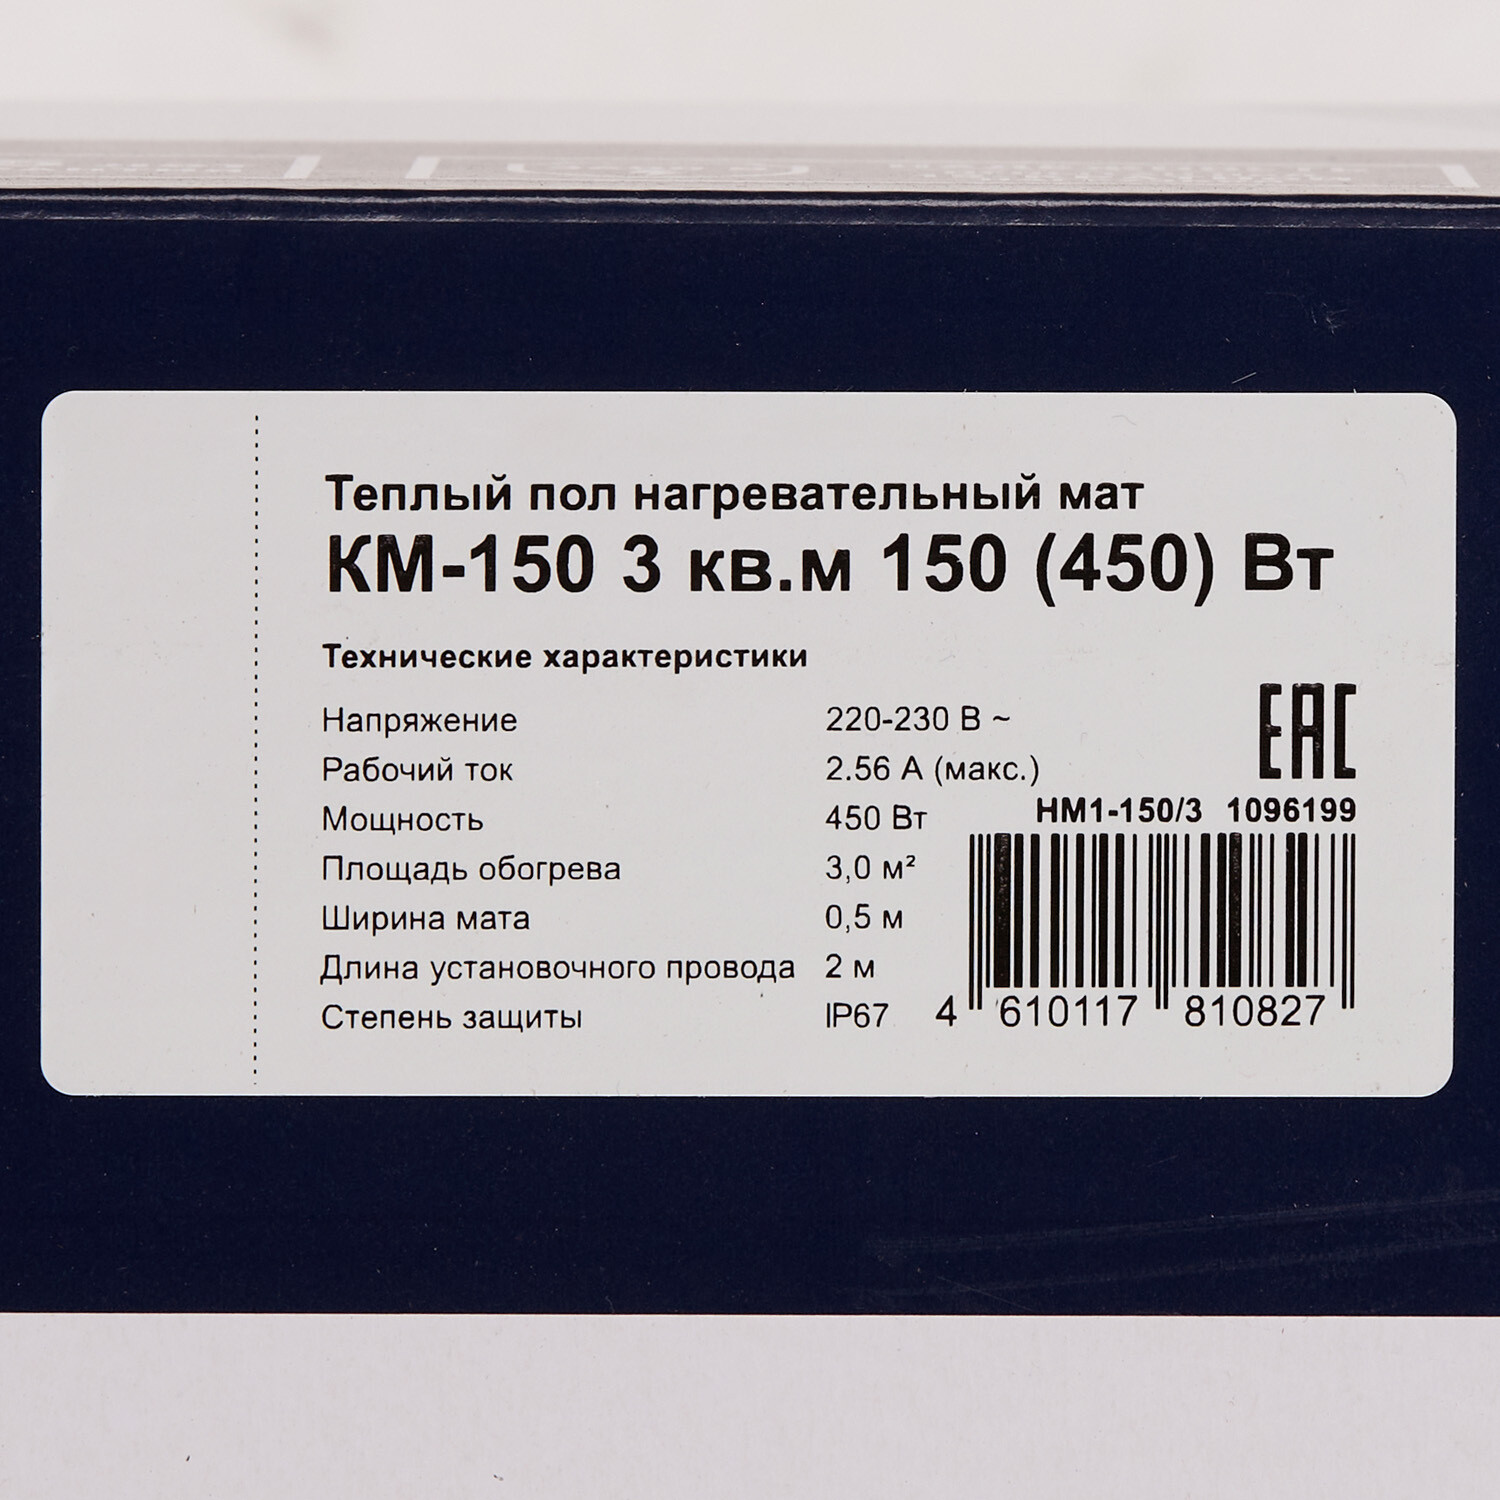 Теплый пол нагревательный мат
КМ-150 3 кв.м 150 (450) Вт
Технические характеристики
Напряжение 220-230 В ~
Рабочий ток 2.56 А (макс.)
Мощность 450 Вт
Площадь обогрева 3,0 м²
Ширина мата 0,5 м
Длина установочного провода 2 м
Степень защиты IP67
EAC
НМ1-150/3 1096199
4 610117 810827